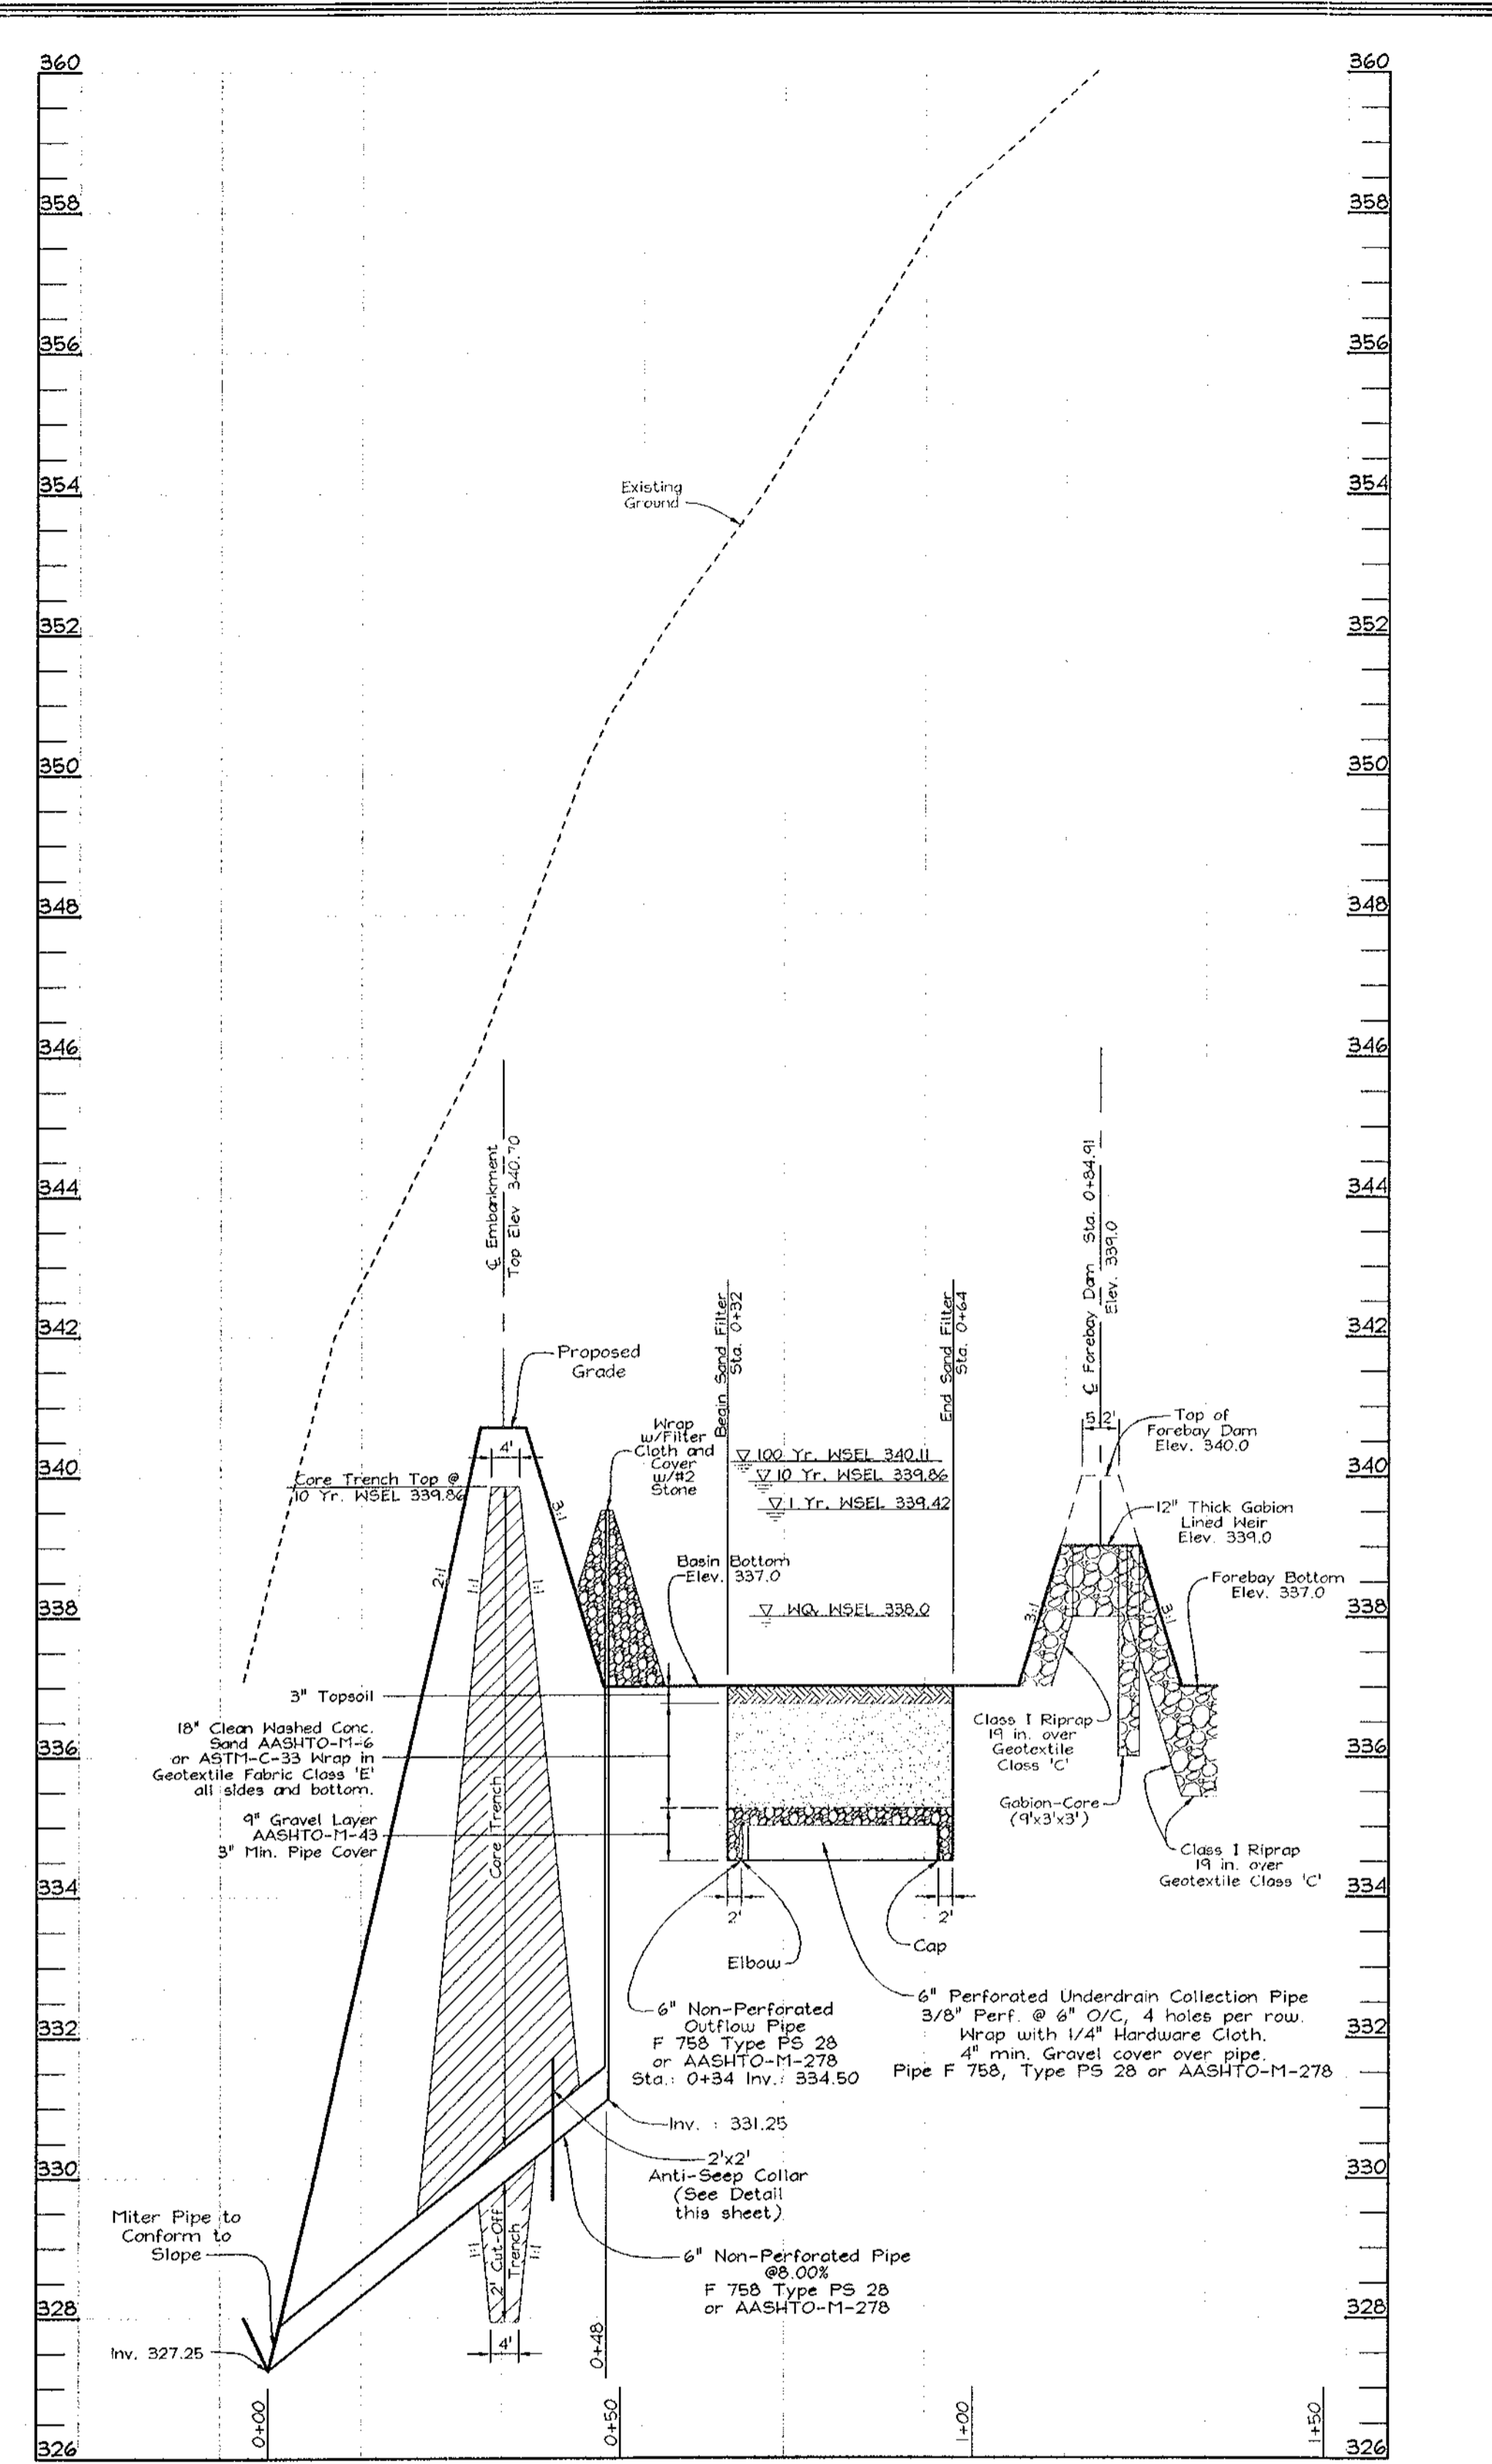 360
358
356
354
352
350
348
346
344
342
340
338
336
334
332
330
328
326
360
358
356
354
352
350
348
346
344
342
340
338
336
334
332
330
328
326
Existing
Ground
℄ Embankment
Top Elev 340.70
℄ Forebay Dam Sta. 0+84.91
Elev. 339.0
Begin Sand Filter
Sta. 0+32
End Sand Filter
Sta. 0+64
Proposed
Grade
4'
Core Trench Top @
10 Yr. WSEL 339.86
Wrap
w/Filter
Cloth and
Cover
w/#2
Stone
100 Yr. WSEL 340.11
10 Yr. WSEL 339.86
1 Yr. WSEL 339.42
5.2'
Top of
Forebay Dam
Elev. 340.0
12" Thick Gabion
Lined Weir
Elev. 339.0
2:1
1:1
1:1
3:1
Basin Bottom
Elev. 337.0
WQ. WSEL 338.0
3:1
3:1
Forebay Bottom
Elev. 337.0
3" Topsoil
18" Clean Washed Conc.
Sand AASHTO-M-6
or ASTM-C-33 Wrap in
Geotextile Fabric Class 'E'
all sides and bottom.
9" Gravel Layer
AASHTO-M-43
3" Min. Pipe Cover
Core Trench
Class I Riprap
19 in. over
Geotextile
Class 'C'
Gabion-Core
(9'x3'x3')
Class I Riprap
19 in. over
Geotextile Class 'C'
2'
2'
Elbow
Cap
6" Non-Perforated
Outflow Pipe
F 758 Type PS 28
or AASHTO-M-278
Sta.: 0+34 Inv.: 334.50
6" Perforated Underdrain Collection Pipe
3/8" Perf. @ 6" O/C, 4 holes per row.
Wrap with 1/4" Hardware Cloth.
4" min. Gravel cover over pipe.
Pipe F 758, Type PS 28 or AASHTO-M-278
Inv. : 331.25
2'x2'
Anti-Seep Collar
(See Detail
this sheet)
6" Non-Perforated Pipe
@8.00%
F 758 Type PS 28
or AASHTO-M-278
Miter Pipe to
Conform to
Slope
Inv. 327.25
1:1
2' Cut-Off
Trench
1:1
4'
0+48
0+00
0+50
1+00
1+50